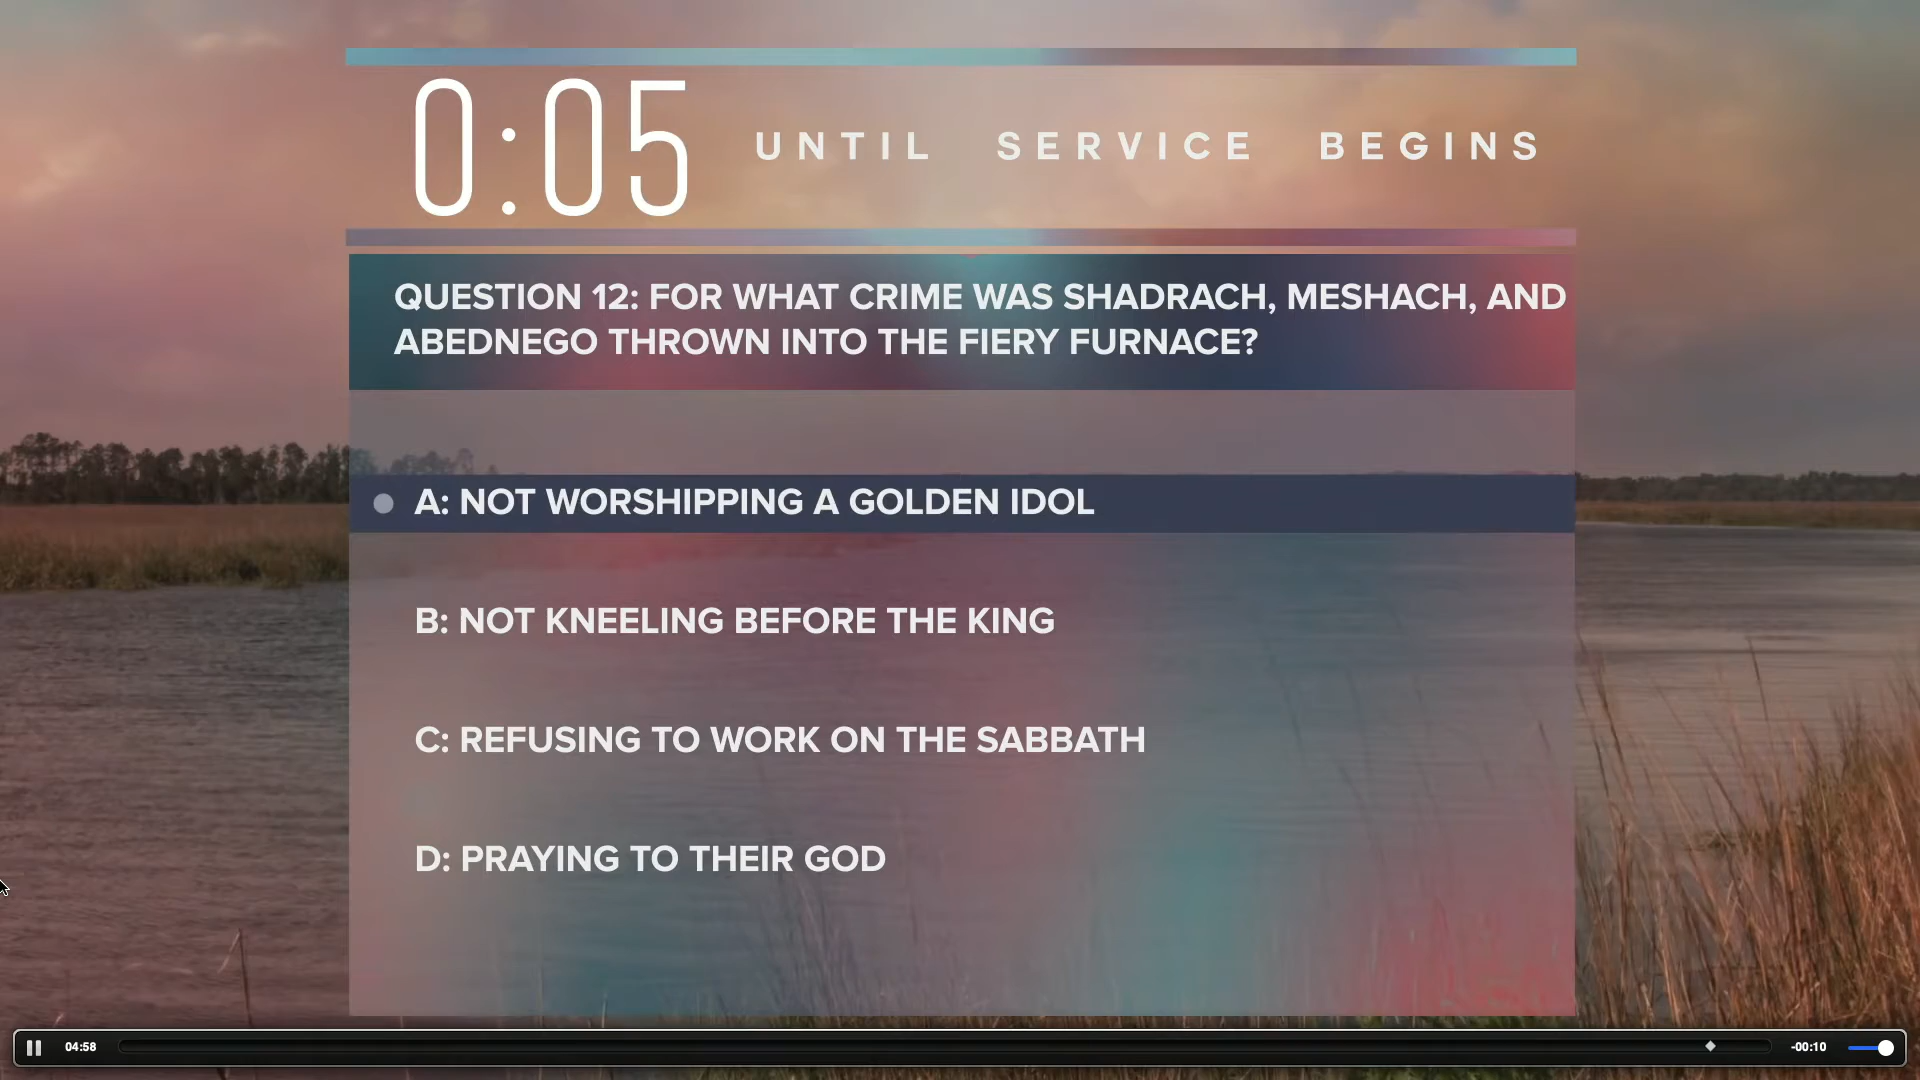 0:05 UNTIL SERVICE BEGINS
QUESTION 12: FOR WHAT CRIME WAS SHADRACH, MESHACH, AND
ABEDNEGO THROWN INTO THE FIERY FURNACE?
A: NOT WORSHIPPING A GOLDEN IDOL
B: NOT KNEELING BEFORE THE KING
C: REFUSING TO WORK ON THE SABBATH
D: PRAYING TO THEIR GOD
04:58 -00:10